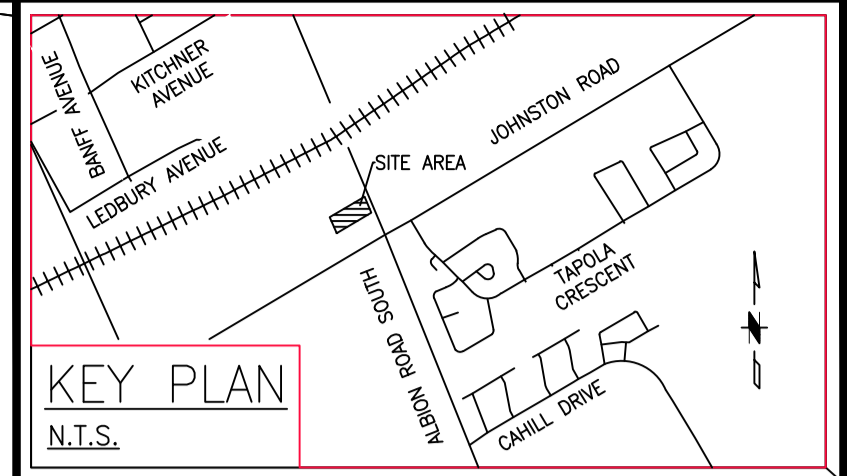 BANFF AVENUE
KITCHNER
AVENUE
LEDBURY AVENUE
SITE AREA
JOHNSTON ROAD
TAPOLA
CRESCENT
ALBION ROAD SOUTH
CAHILL DRIVE
KEY PLAN
N.T.S.